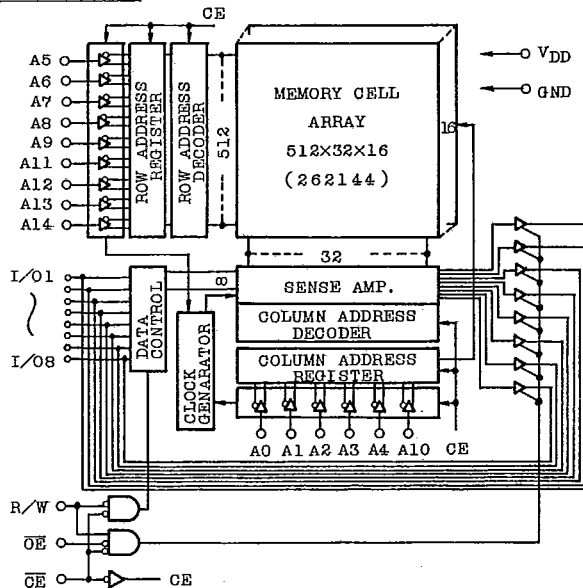 CE
A5
A6
A7
A8
A9
A11
A12
A13
A14
ROW ADDRESS REGISTER
ROW ADDRESS DECODER
512
MEMORY CELL
ARRAY
512×32×16
(262144)
16
VDD
GND
32
I/O1
I/O8
DATA CONTROL
8
SENSE AMP.
COLUMN ADDRESS
DECODER
CLOCK GENARATOR
COLUMN ADDRESS
REGISTER
A0 A1 A2 A3 A4 A10 CE
R/W
OE
CE
CE